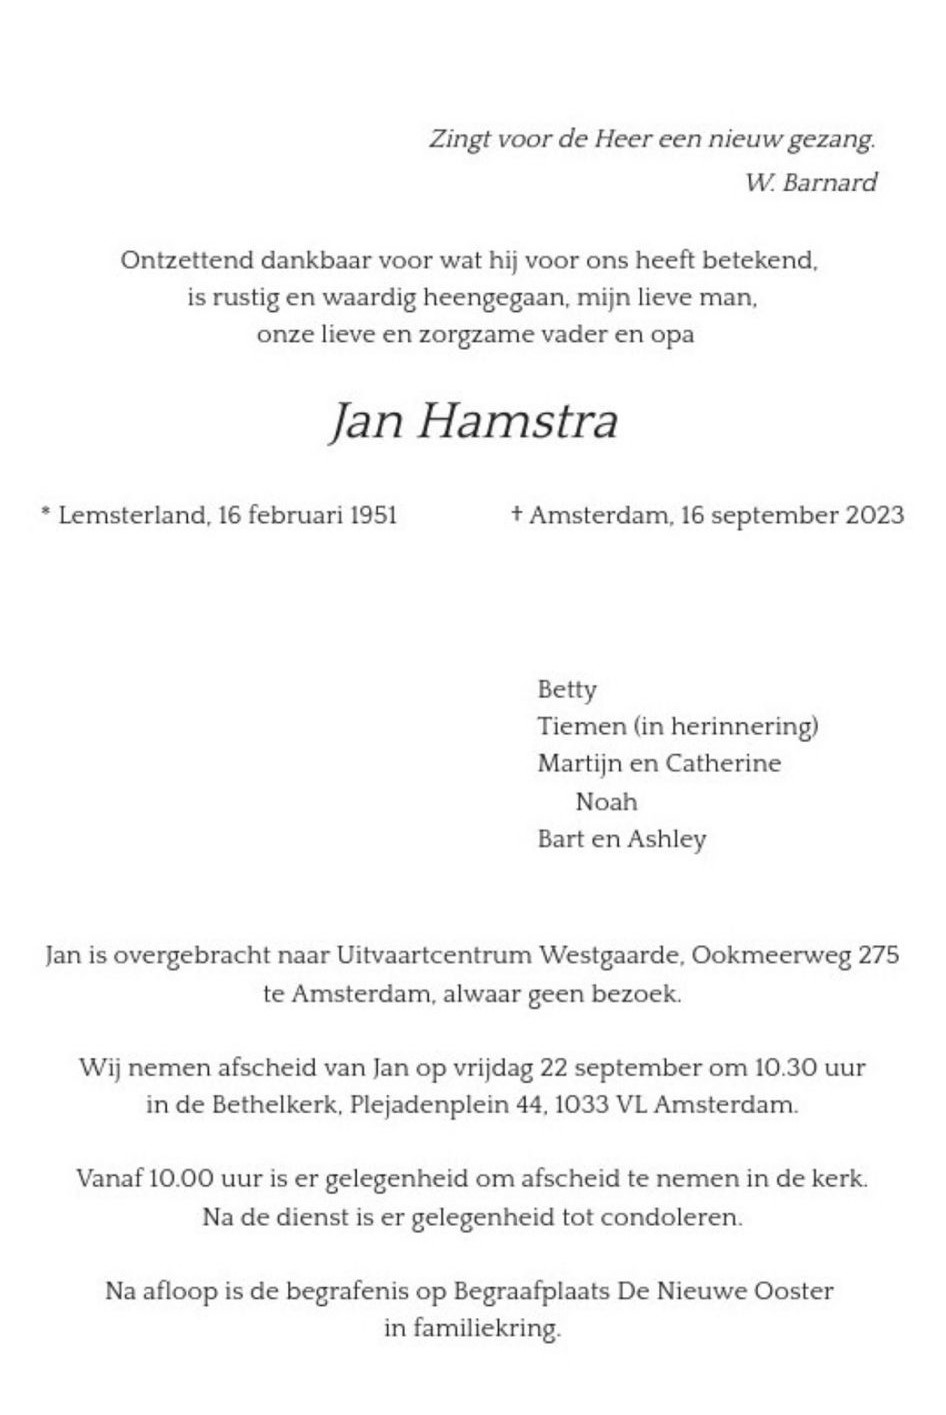 Zingt voor de Heer een nieuw gezang.
W. Barnard
Ontzettend dankbaar voor wat hij voor ons heeft betekend,
is rustig en waardig heengegaan, mijn lieve man,
onze lieve en zorgzame vader en opa
Jan Hamstra
* Lemsterland, 16 februari 1951
† Amsterdam, 16 september 2023
Betty
Tiemen (in herinnering)
Martijn en Catherine
Noah
Bart en Ashley
Jan is overgebracht naar Uitvaartcentrum Westgaarde, Ookmeerweg 275
te Amsterdam, alwaar geen bezoek.
Wij nemen afscheid van Jan op vrijdag 22 september om 10.30 uur
in de Bethelkerk, Plejadenplein 44, 1033 VL Amsterdam.
Vanaf 10.00 uur is er gelegenheid om afscheid te nemen in de kerk.
Na de dienst is er gelegenheid tot condoleren.
Na afloop is de begrafenis op Begraafplaats De Nieuwe Ooster
in familiekring.